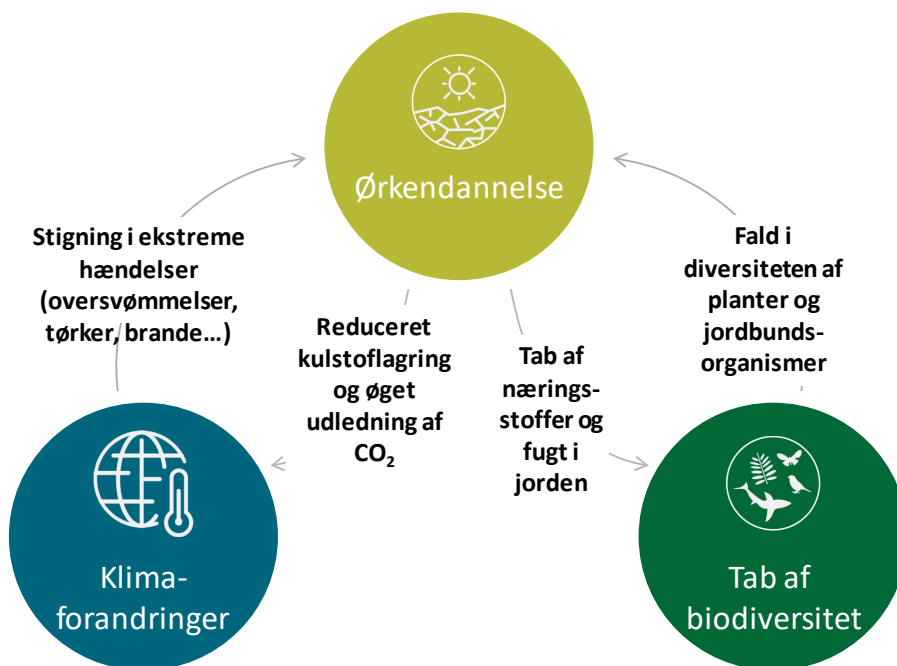 Ørkendannelse
Stigning i ekstreme
hændelser
(oversvømmelser,
tørker, brande...)
Reduceret
kulstoflagring
og øget
udledning af
CO₂
Tab af
nærings-
stoffer og
fugt i
jorden
Fald i
diversiteten af
planter og
jordbunds-
organismer
Klima-
forandringer
Tab af
biodiversitet